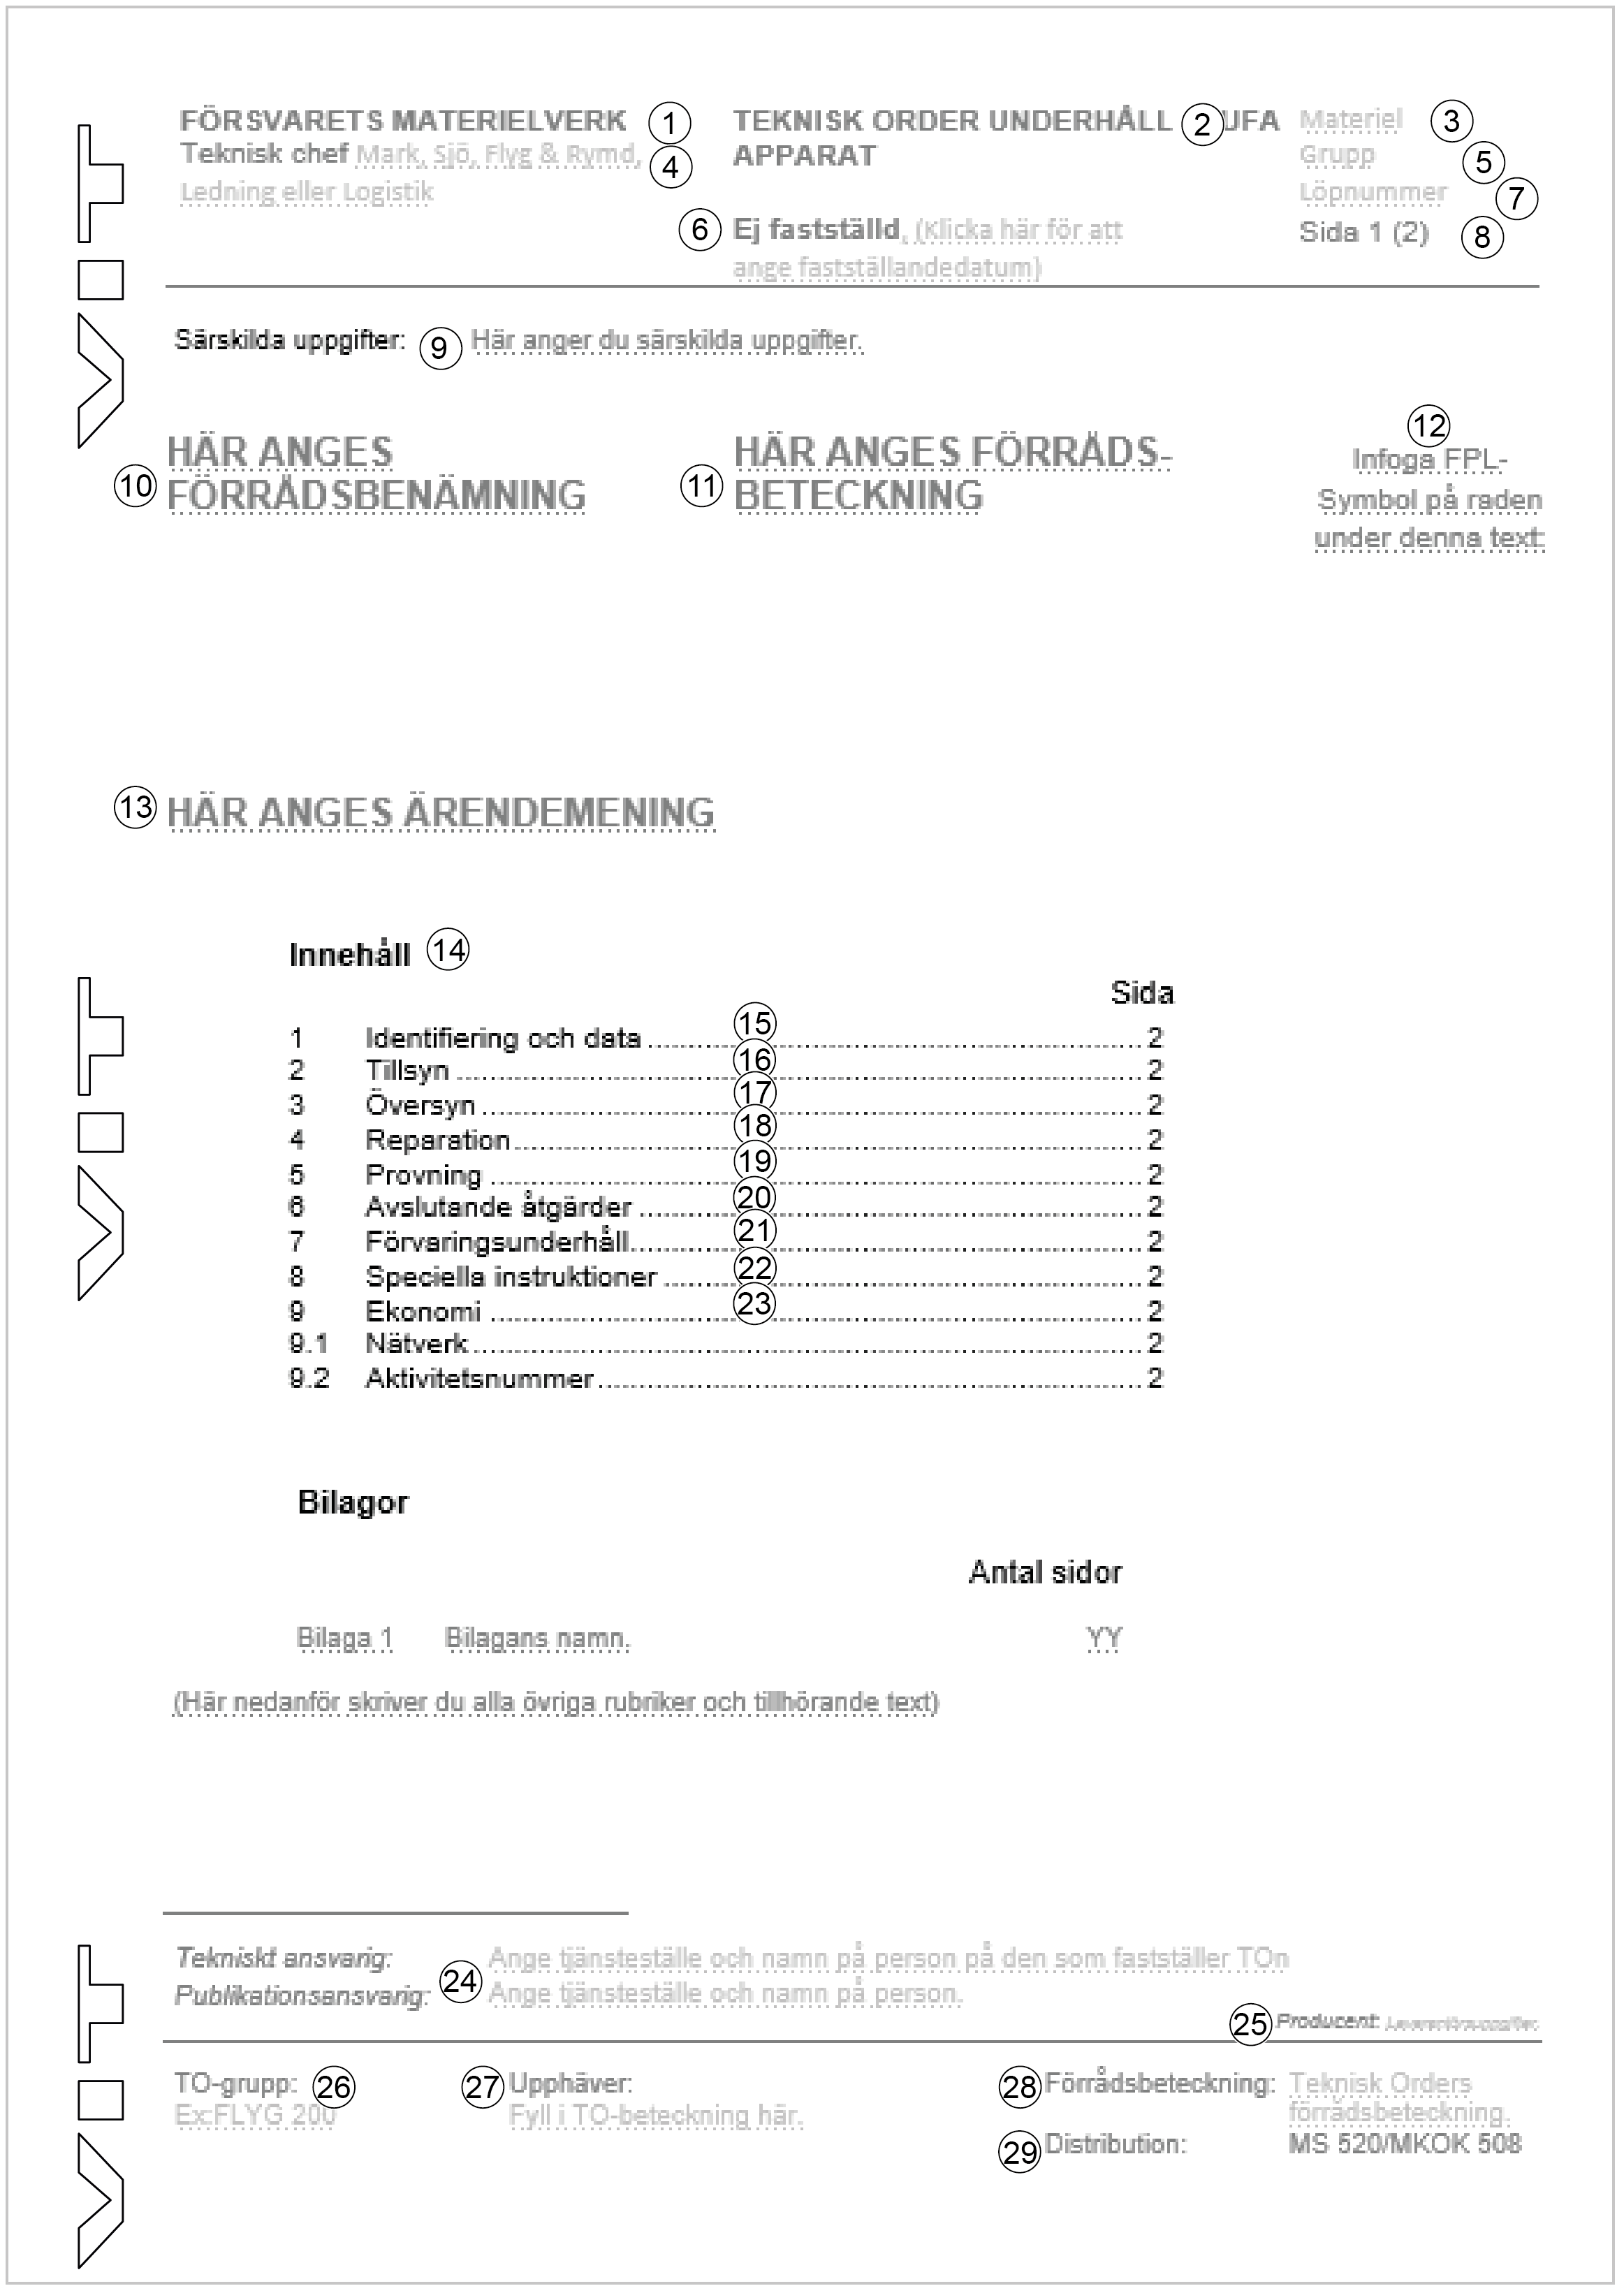 FÖRSVARETS MATERIELVERK 1 TEKNISK ORDER UNDERHÅLL 2 UFA Materiel 3
Teknisk chef Mark, Sjö, Flyg & Rymd, 4 APPARAT Grupp 5
Ledning eller Logistik Löpnummer 7
6 Ej fastställd, (Klicka här för att Sida 1 (2) 8
ange fastställandedatum)
Särskilda uppgifter: 9 Här anger du särskilda uppgifter.
12
HÄR ANGES HÄR ANGES FÖRRÅDS- Infoga FPL-
10 FÖRRÅDSBENÄMNING 11 BETECKNING Symbol på raden
under denna text:
13 HÄR ANGES ÄRENDEMENING
Innehåll 14
Sida
1 Identifiering och data 15 2
2 Tillsyn 16 2
3 Översyn 17 2
4 Reparation 18 2
5 Provning 19 2
6 Avslutande åtgärder 20 2
7 Förvaringsunderhåll 21 2
8 Speciella instruktioner 22 2
9 Ekonomi 23 2
9.1 Nätverk 2
9.2 Aktivitetsnummer 2
Bilagor
Antal sidor
Bilaga 1 Bilagans namn. YY
(Här nedanför skriver du alla övriga rubriker och tillhörande text)
Tekniskt ansvarig: Ange tjänsteställe och namn på person på den som fastställer TOn
Publikationsansvarig: 24 Ange tjänsteställe och namn på person.
25 Producent: Leverantörsuppgifter.
TO-grupp: 26 27 Upphäver: 28 Förrådsbeteckning: Teknisk Orders
Ex:FLYG 200 Fyll i TO-beteckning här. förrådsbeteckning.
29 Distribution: MS 520/MKOK 508